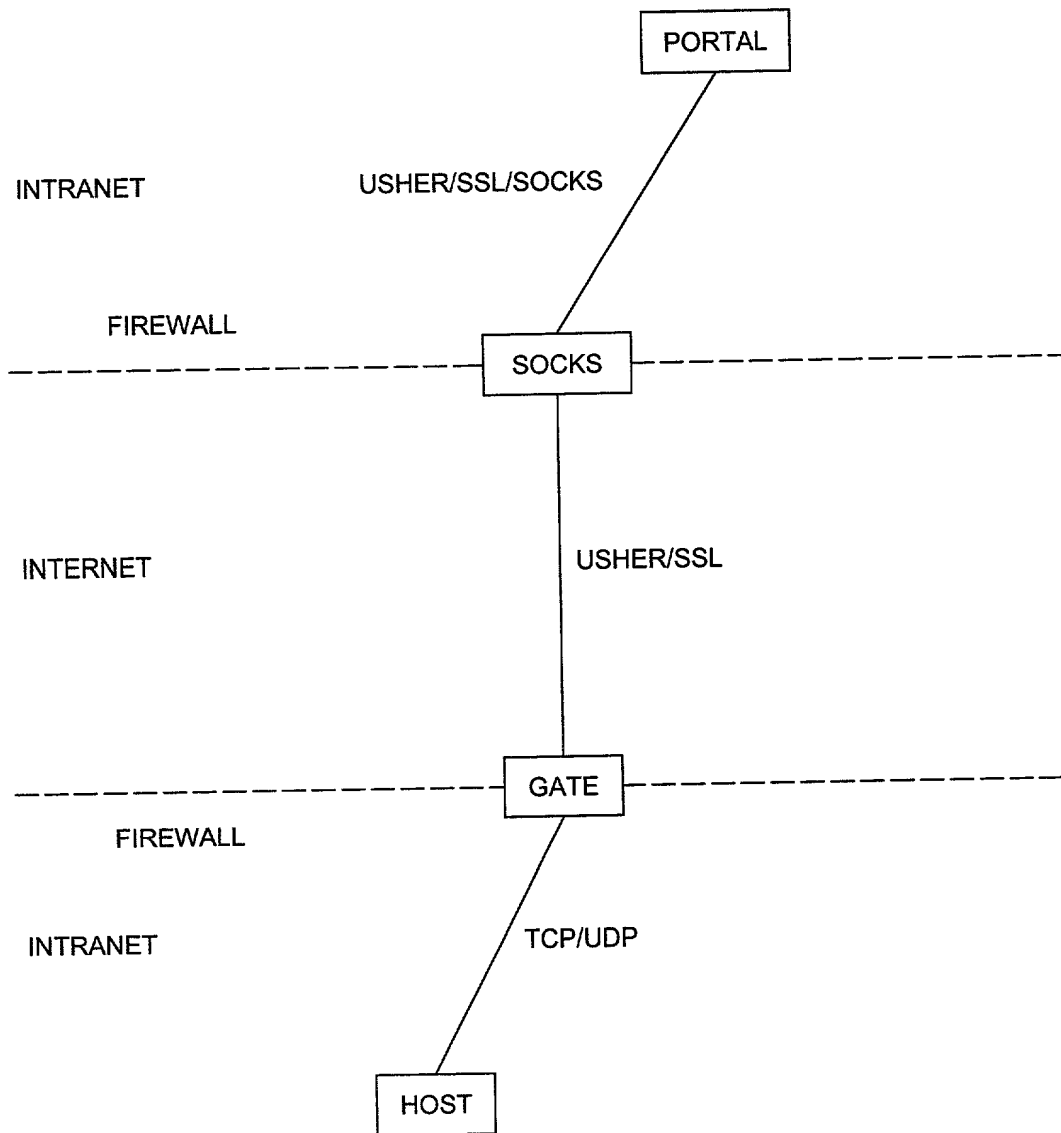 PORTAL
INTRANET
USHER/SSL/SOCKS
FIREWALL
SOCKS
INTERNET
USHER/SSL
GATE
FIREWALL
INTRANET
TCP/UDP
HOST